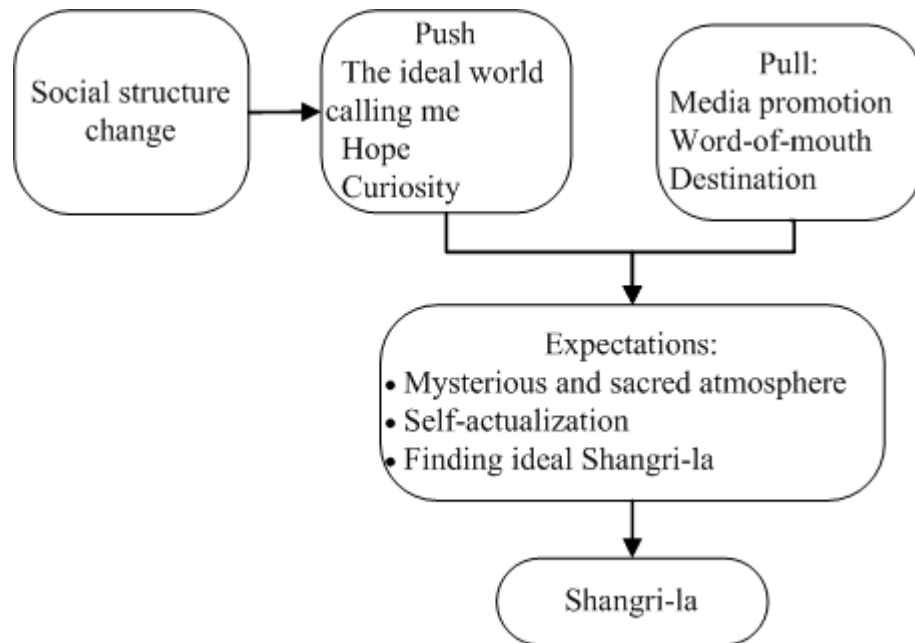 Social structure
change
Push
The ideal world
calling me
Hope
Curiosity
Pull:
Media promotion
Word-of-mouth
Destination
Expectations:
• Mysterious and sacred atmosphere
• Self-actualization
• Finding ideal Shangri-la
Shangri-la